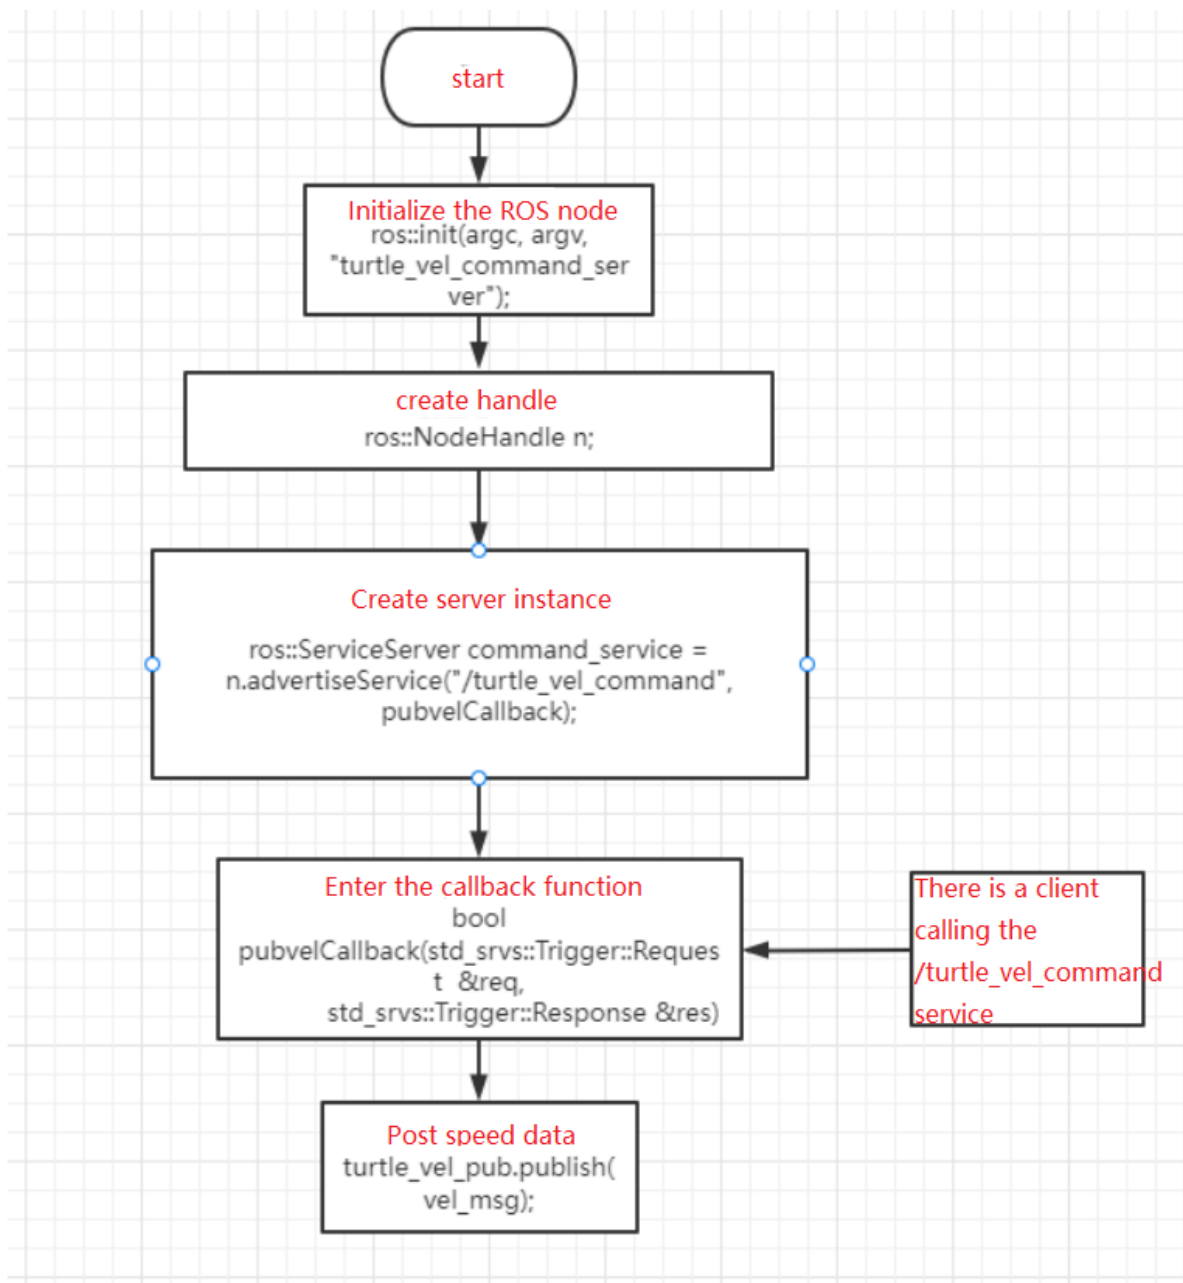 start
Initialize the ROS node
ros::init(argc, argv,
"turtle_vel_command_ser
ver");
create handle
ros::NodeHandle n;
Create server instance
ros::ServiceServer command_service =
n.advertiseService("/turtle_vel_command",
pubvelCallback);
Enter the callback function
bool
pubvelCallback(std_srvs::Trigger::Reques
t &req,
std_srvs::Trigger::Response &res)
There is a client
calling the
/turtle_vel_command
service
Post speed data
turtle_vel_pub.publish(
vel_msg);